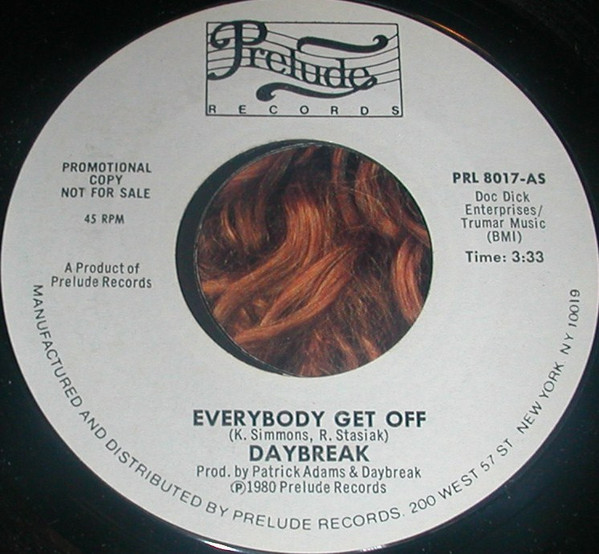 Prelude
RECORDS
PROMOTIONAL
COPY
NOT FOR SALE
45 RPM
A Product of
Prelude Records
PRL 8017-AS
Doc Dick
Enterprises/
Trumar Music
(BMI)
Time: 3:33
EVERYBODY GET OFF
(K. Simmons, R. Stasiak)
DAYBREAK
Prod. by Patrick Adams & Daybreak
Ⓟ1980 Prelude Records
MANUFACTURED AND DISTRIBUTED BY PRELUDE RECORDS. 200 WEST 57 ST NEW YORK NY 10019